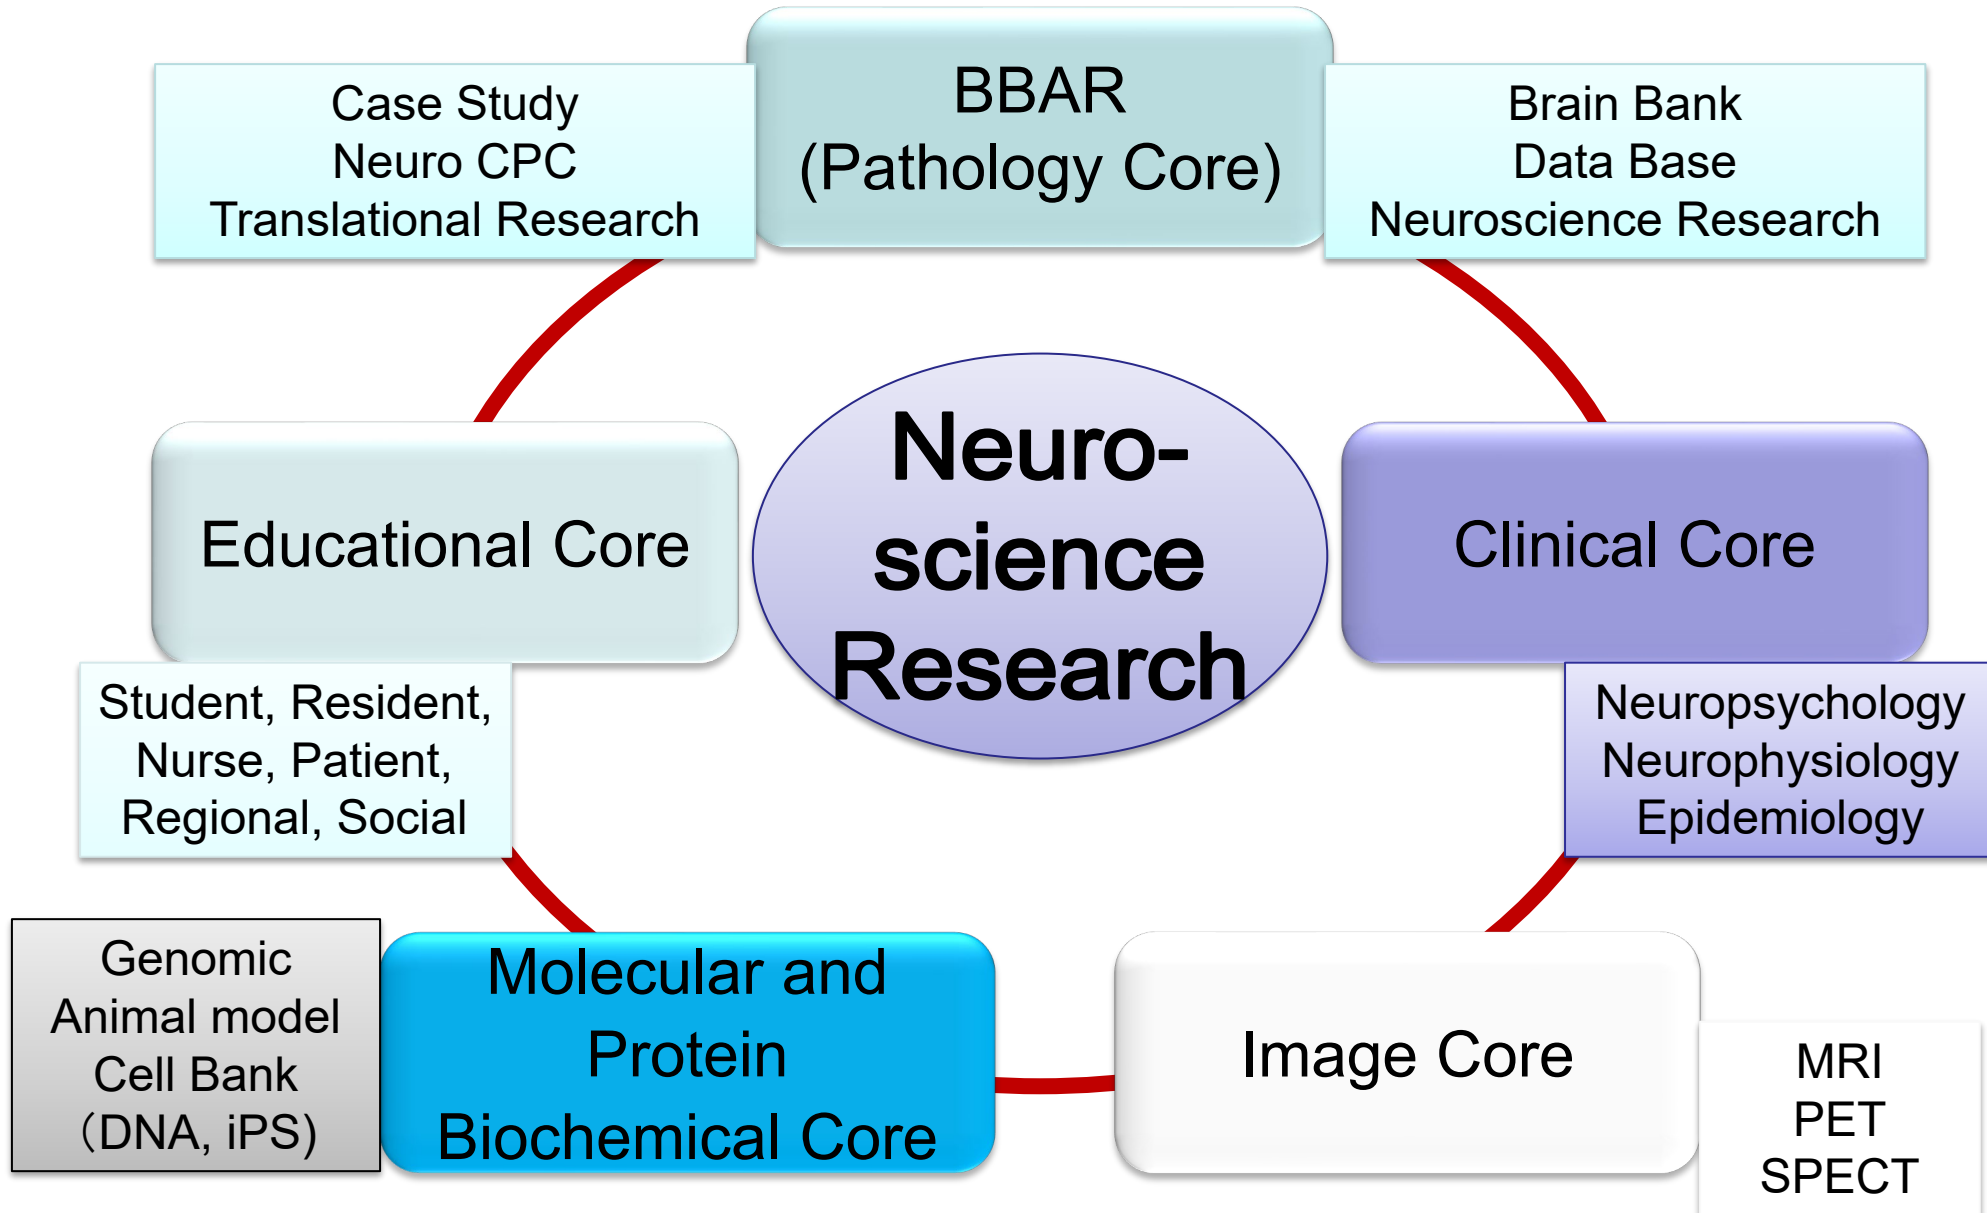 BBAR
(Pathology Core)
Case Study
Neuro CPC
Translational Research
Brain Bank
Data Base
Neuroscience Research
Neuro-
science
Research
Educational Core
Clinical Core
Student, Resident,
Nurse, Patient,
Regional, Social
Neuropsychology
Neurophysiology
Epidemiology
Genomic
Animal model
Cell Bank
（DNA, iPS)
Molecular and
Protein
Biochemical Core
Image Core
MRI
PET
SPECT